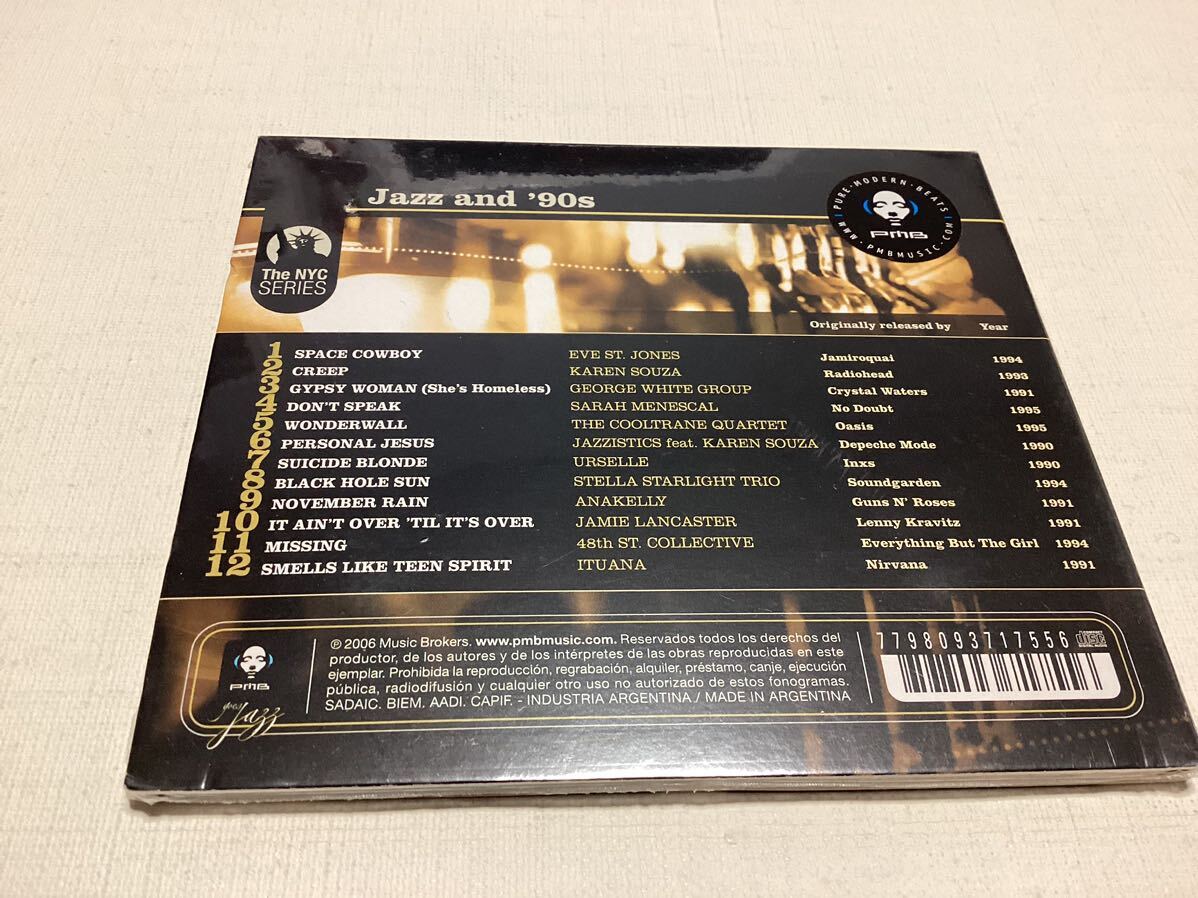 Jazz and '90s
PURE·MODERN·BEATS
WWW.PMBMUSIC.COM
PMB
The NYC
SERIES
Originally released by Year
1 SPACE COWBOY EVE ST. JONES Jamiroquai 1994
2 CREEP KAREN SOUZA Radiohead 1993
3 GYPSY WOMAN (She's Homeless) GEORGE WHITE GROUP Crystal Waters 1991
4 DON'T SPEAK SARAH MENESCAL No Doubt 1995
5 WONDERWALL THE COOLTRANE QUARTET Oasis 1995
6 PERSONAL JESUS JAZZISTICS feat. KAREN SOUZA Depeche Mode 1990
7 SUICIDE BLONDE URSELLE Inxs 1990
8 BLACK HOLE SUN STELLA STARLIGHT TRIO Soundgarden 1994
9 NOVEMBER RAIN ANAKELLY Guns N' Roses 1991
10 IT AIN'T OVER 'TIL IT'S OVER JAMIE LANCASTER Lenny Kravitz 1991
11 MISSING 48th ST. COLLECTIVE Everything But The Girl 1994
12 SMELLS LIKE TEEN SPIRIT ITUANA Nirvana 1991
PMB
goes Jazz
℗ 2006 Music Brokers. www.pmbmusic.com. Reservados todos los derechos del
productor, de los autores y de los intérpretes de las obras reproducidas en este
ejemplar. Prohibida la reproducción, regrabación, alquiler, préstamo, canje, ejecución
pública, radiodifusión y cualquier otro uso no autorizado de estos fonogramas.
SADAIC. BIEM. AADI. CAPIF. - INDUSTRIA ARGENTINA / MADE IN ARGENTINA
7798093717556
COMPACT
disc
DIGITAL AUDIO